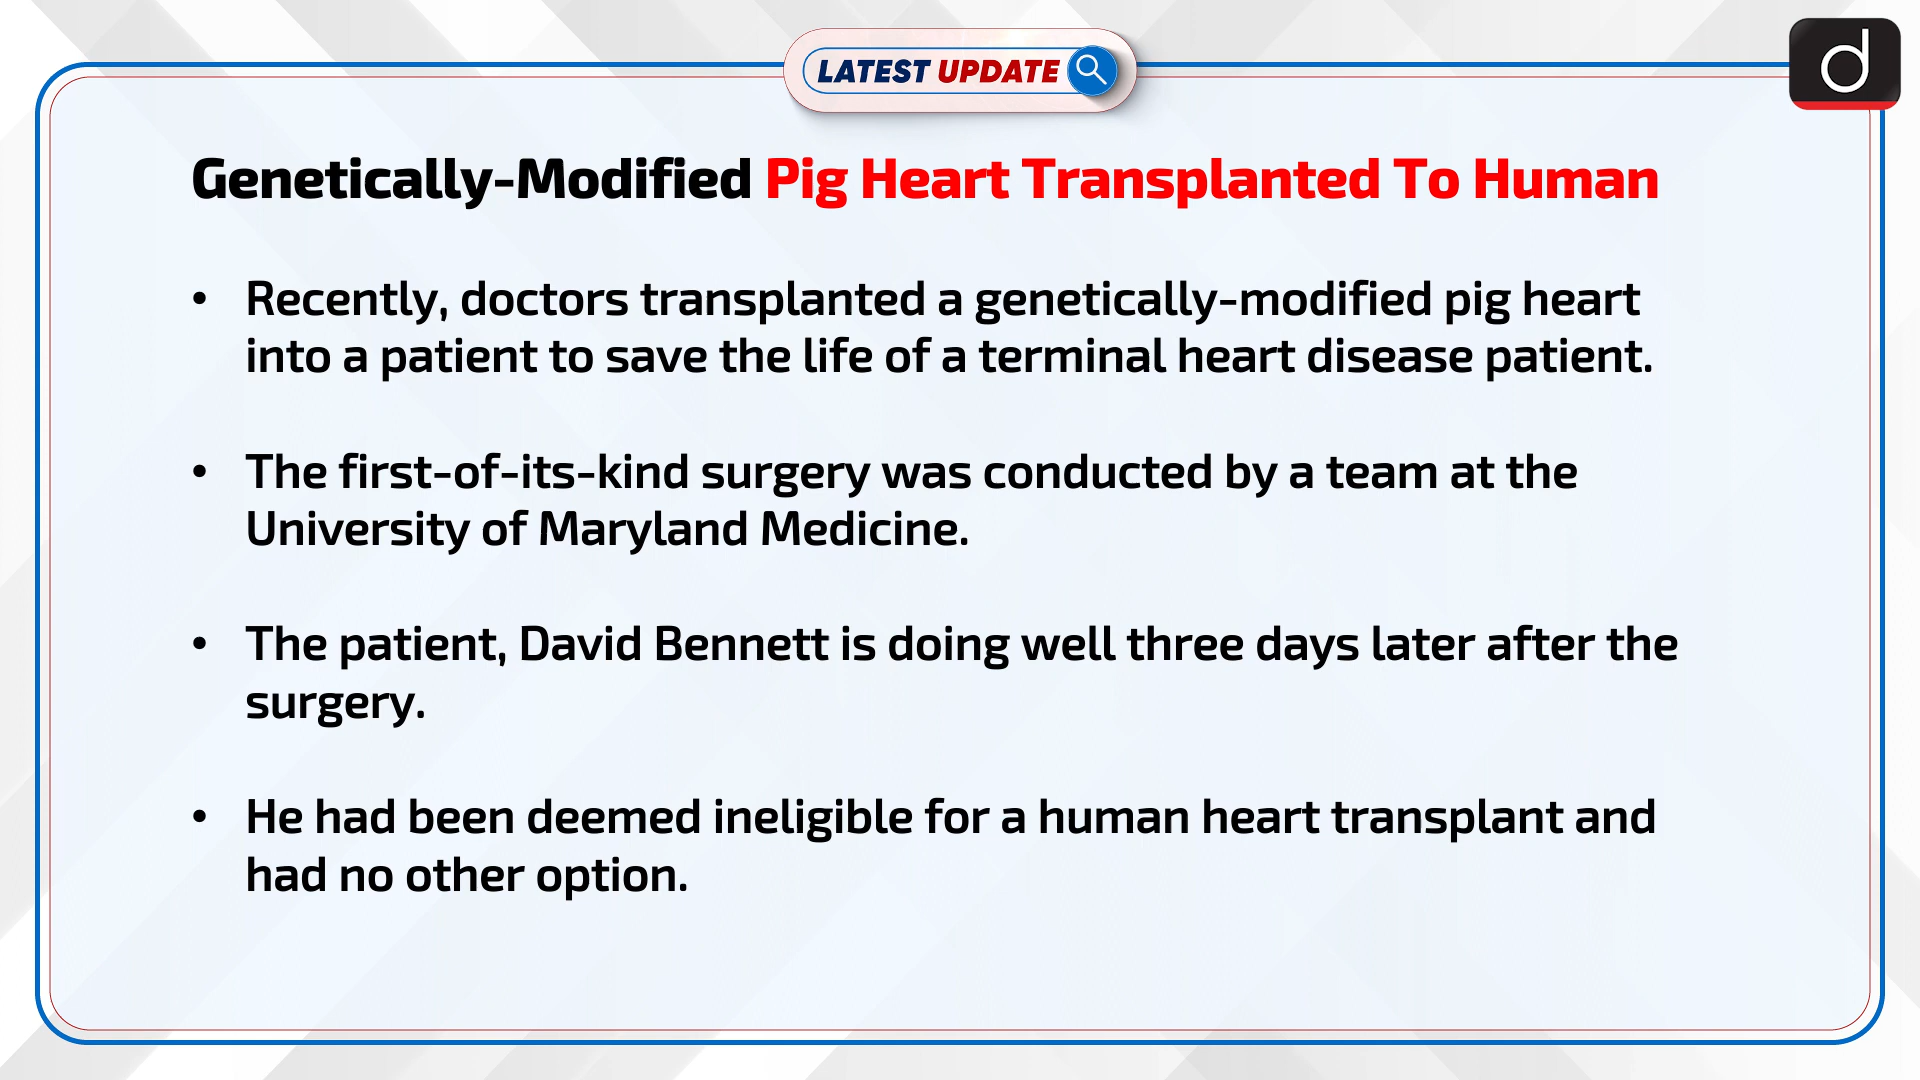 LATEST UPDATE
d
Genetically-Modified Pig Heart Transplanted To Human
• Recently, doctors transplanted a genetically-modified pig heart
into a patient to save the life of a terminal heart disease patient.
• The first-of-its-kind surgery was conducted by a team at the
University of Maryland Medicine.
• The patient, David Bennett is doing well three days later after the
surgery.
• He had been deemed ineligible for a human heart transplant and
had no other option.